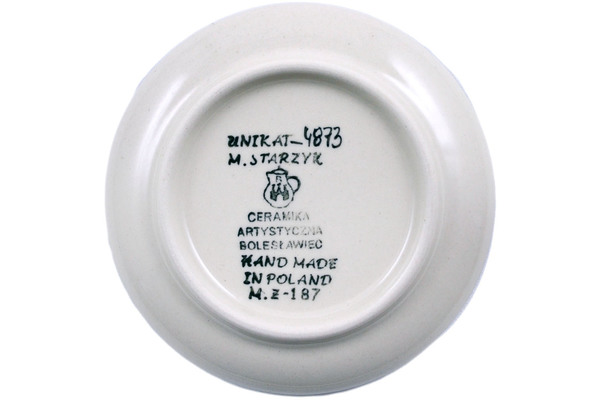 UNIKAT-4873
M. STARZYK
B
CERAMIKA
ARTYSTYCZNA
BOLESŁAWIEC
HAND MADE
IN POLAND
M.Z-187